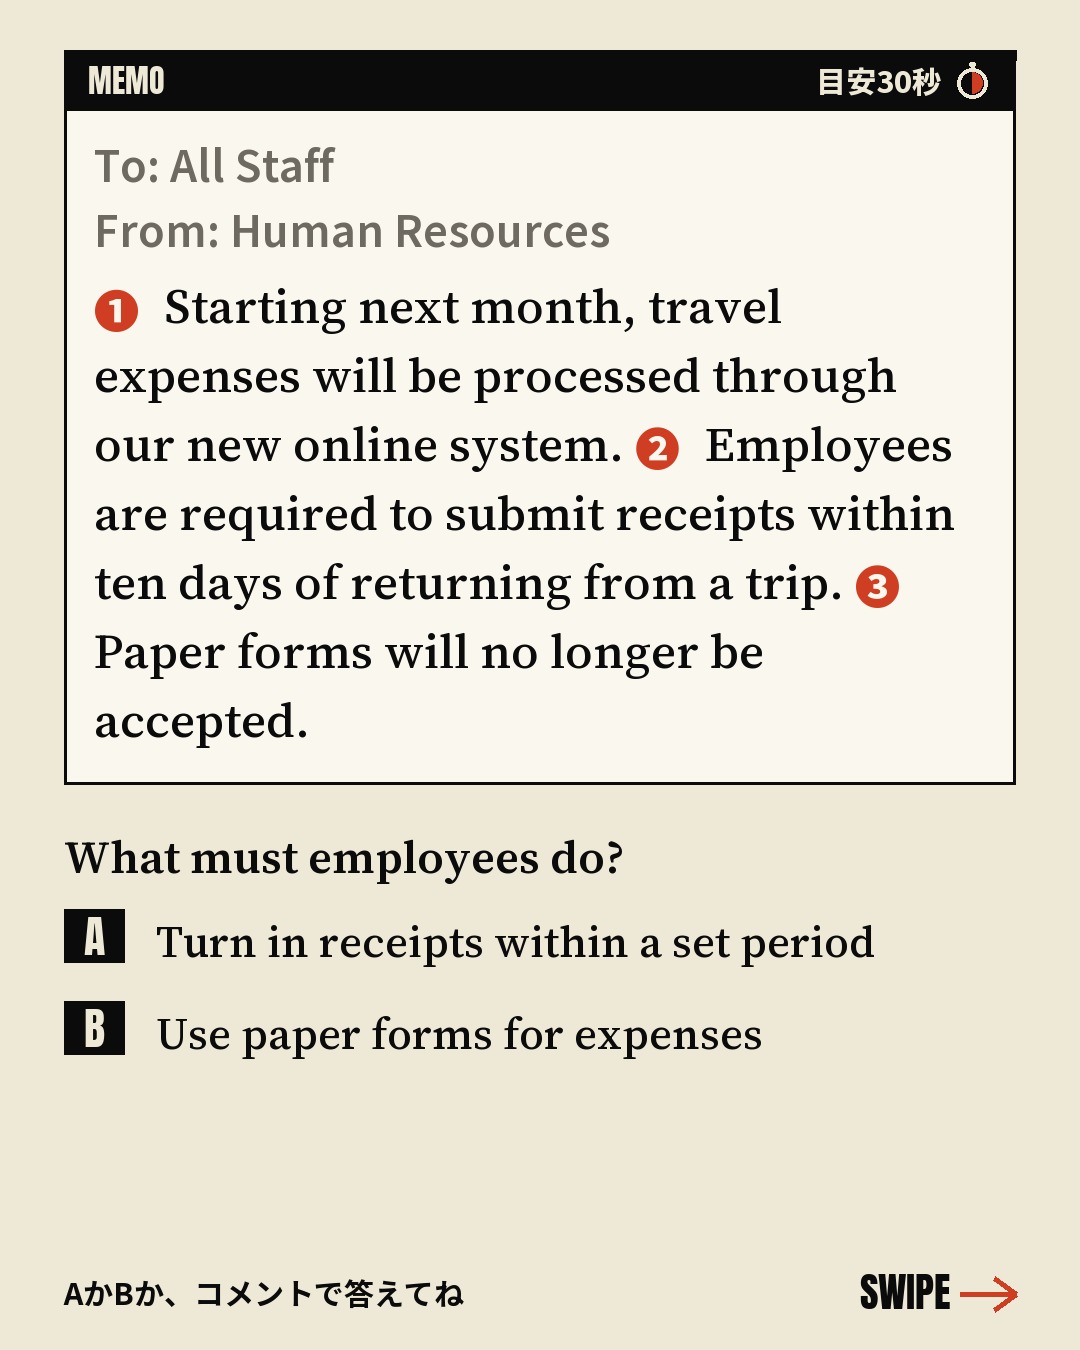 MEMO 目安30秒
To: All Staff
From: Human Resources
1 Starting next month, travel
expenses will be processed through
our new online system. 2 Employees
are required to submit receipts within
ten days of returning from a trip. 3
Paper forms will no longer be
accepted.
What must employees do?
A Turn in receipts within a set period
B Use paper forms for expenses
AかBか、コメントで答えてね SWIPE